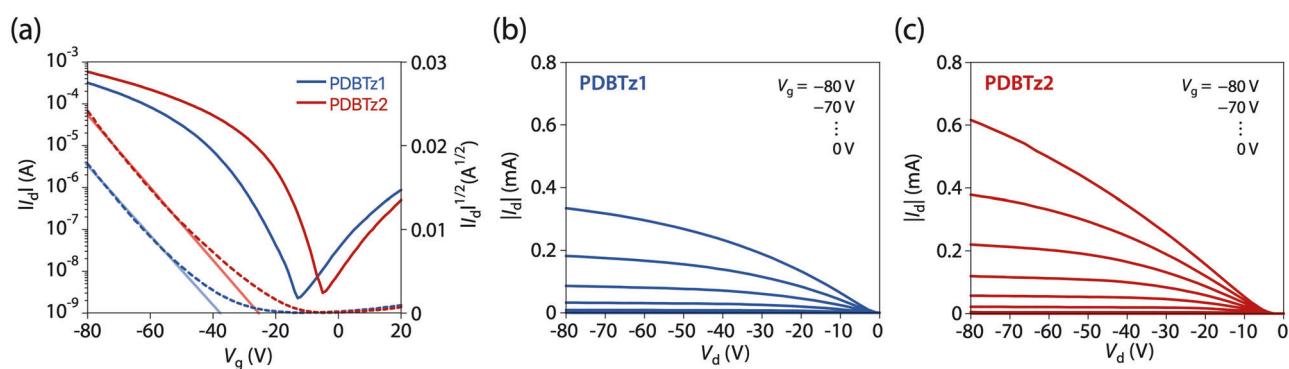 (a)
10⁻³
10⁻⁴
10⁻⁵
10⁻⁶
10⁻⁷
10⁻⁸
10⁻⁹
|I_d| (A)
PDBTz1
PDBTz2
0.03
0.02
0.01
0
|I_d|^{1/2}(A^{1/2})
-80 -60 -40 -20 0 20
V_g (V)
(b)
0.8
0.6
0.4
0.2
0
|I_d| (mA)
PDBTz1
V_g = −80 V
−70 V
⋮
0 V
-80 -70 -60 -50 -40 -30 -20 -10 0
V_d (V)
(c)
0.8
0.6
0.4
0.2
0
|I_d| (mA)
PDBTz2
V_g = −80 V
−70 V
⋮
0 V
-80 -70 -60 -50 -40 -30 -20 -10 0
V_d (V)